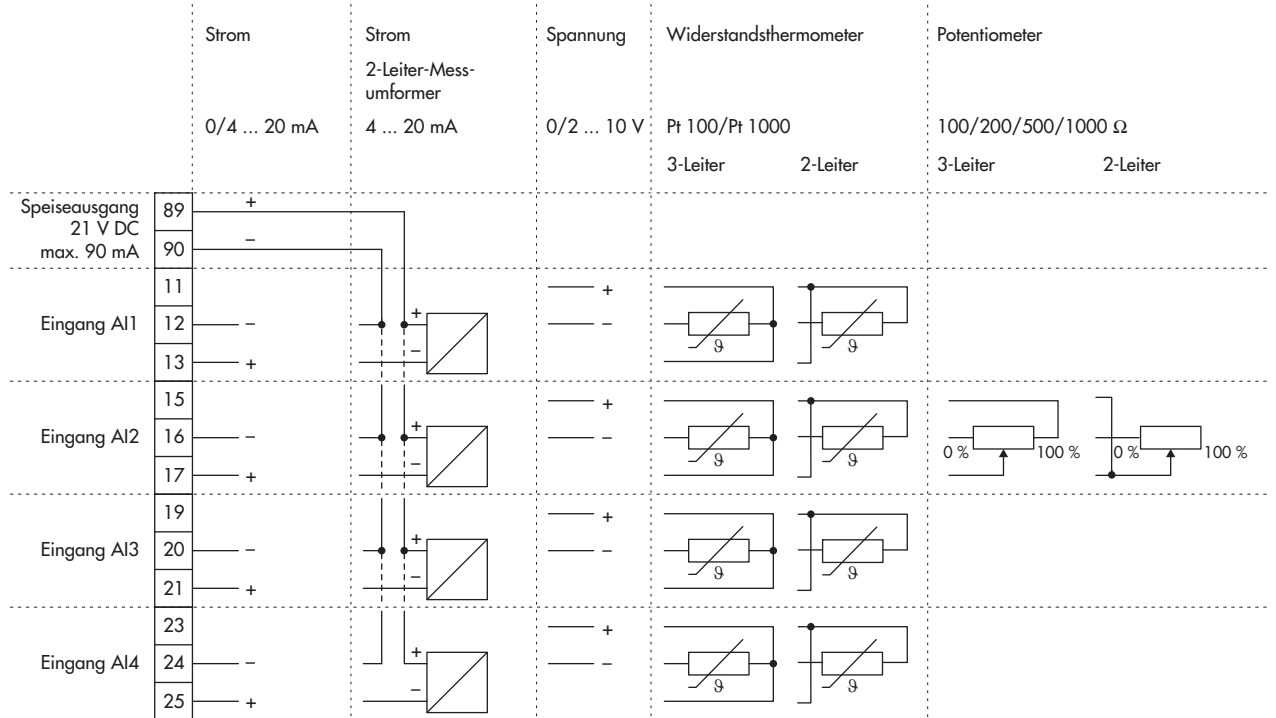 Strom Strom Spannung Widerstandsthermometer Potentiometer
2-Leiter-Mess-
umformer
0/4 ... 20 mA 4 ... 20 mA 0/2 ... 10 V Pt 100/Pt 1000 100/200/500/1000 Ω
3-Leiter 2-Leiter 3-Leiter 2-Leiter
Speiseausgang 89 +
21 V DC
max. 90 mA 90 –
11 +
Eingang AI1 12 – + – ϑ ϑ
13 + –
15 +
Eingang AI2 16 – + – ϑ ϑ 0 % 100 % 0 % 100 %
17 + –
19 +
Eingang AI3 20 – + – ϑ ϑ
21 + –
23 +
Eingang AI4 24 – + – ϑ ϑ
25 + –